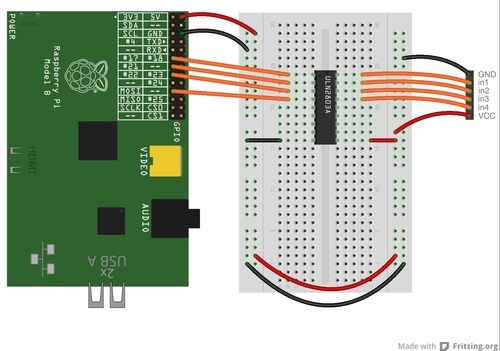 POWER
3V3 5V
SDA --
SCL GND
#4 TXD
-- RXD
#17 #18
#21 --
#22 #23
-- #24
MOSI --
MISO #25
SCLK CS0
-- CS1
GPIO
Raspberry Pi
Model B
HDMI
VIDEO
AUDIO
2x
USB A
ULN2803A
GND
in1
in2
in3
in4
VCC
Made with Fritzing.org